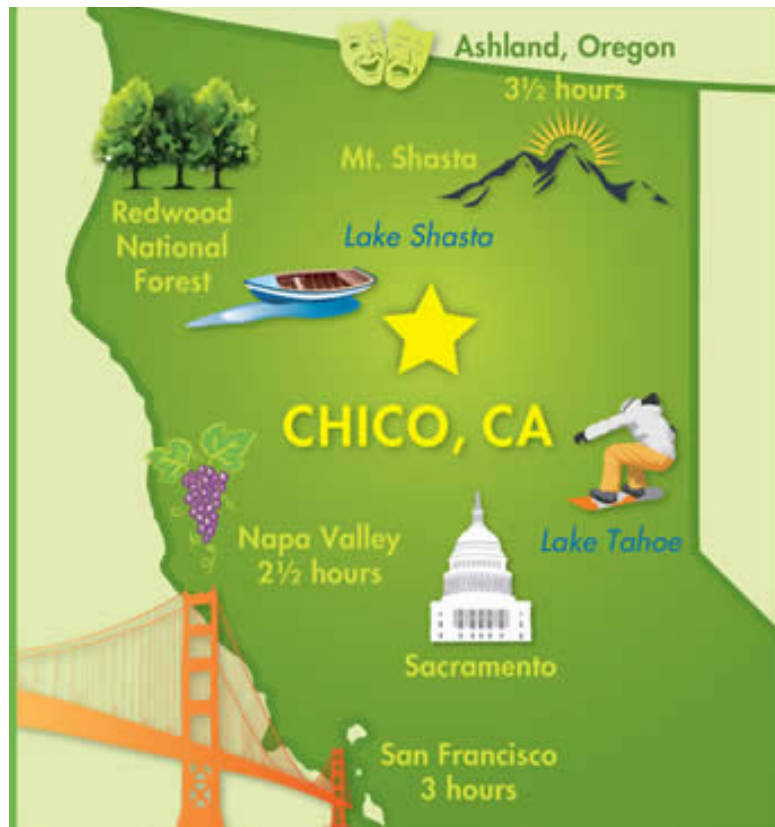 Ashland, Oregon
3½ hours
Mt. Shasta
Redwood
National
Forest
Lake Shasta
CHICO, CA
Lake Tahoe
Napa Valley
2½ hours
Sacramento
San Francisco
3 hours